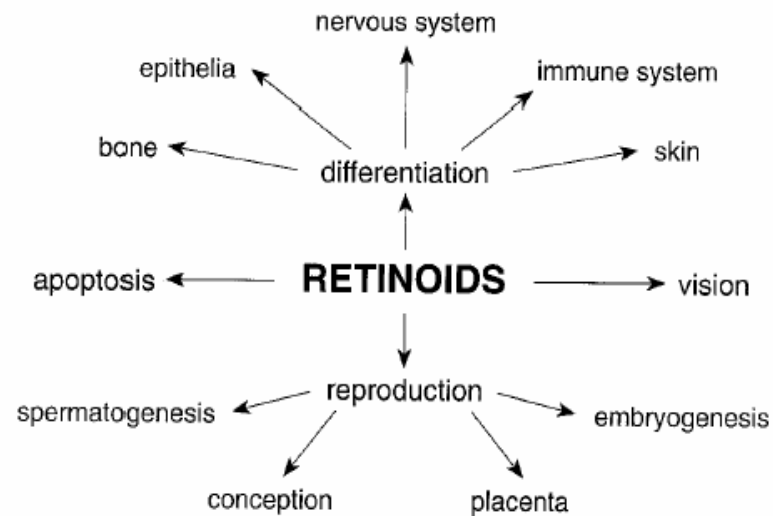 nervous system
epithelia
immune system
bone
differentiation
skin
apoptosis
RETINOIDS
vision
reproduction
spermatogenesis
embryogenesis
conception
placenta